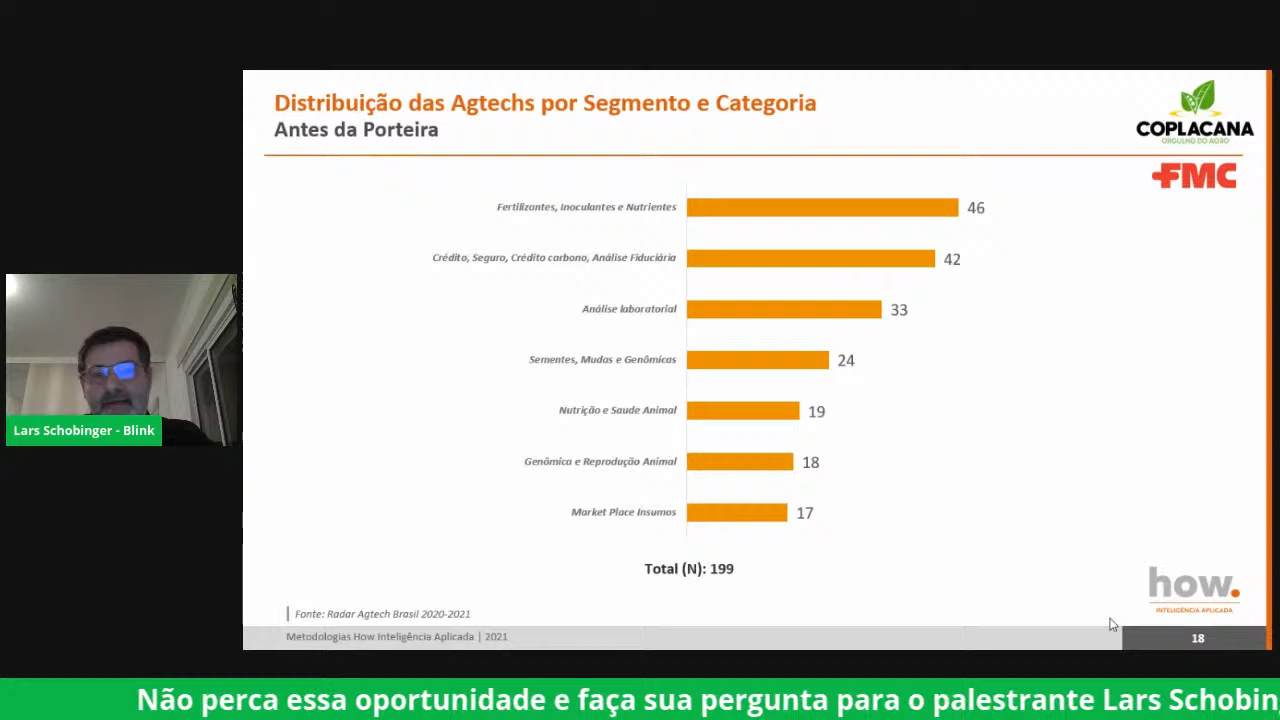 Distribuição das Agtechs por Segmento e Categoria
Antes da Porteira
COPLACANA
ORGULHO DO AGRO
FMC
Fertilizantes, Inoculantes e Nutrientes 46
Crédito, Seguro, Crédito carbono, Análise Fiduciária 42
Análise laboratorial 33
Sementes, Mudas e Genômicas 24
Nutrição e Saude Animal 19
Genômica e Reprodução Animal 18
Market Place Insumos 17
Total (N): 199
Lars Schobinger - Blink
how.
INTELIGÊNCIA APLICADA
Fonte: Radar Agtech Brasil 2020-2021
Metodologias How Inteligência Aplicada | 2021
18
Não perca essa oportunidade e faça sua pergunta para o palestrante Lars Schobin